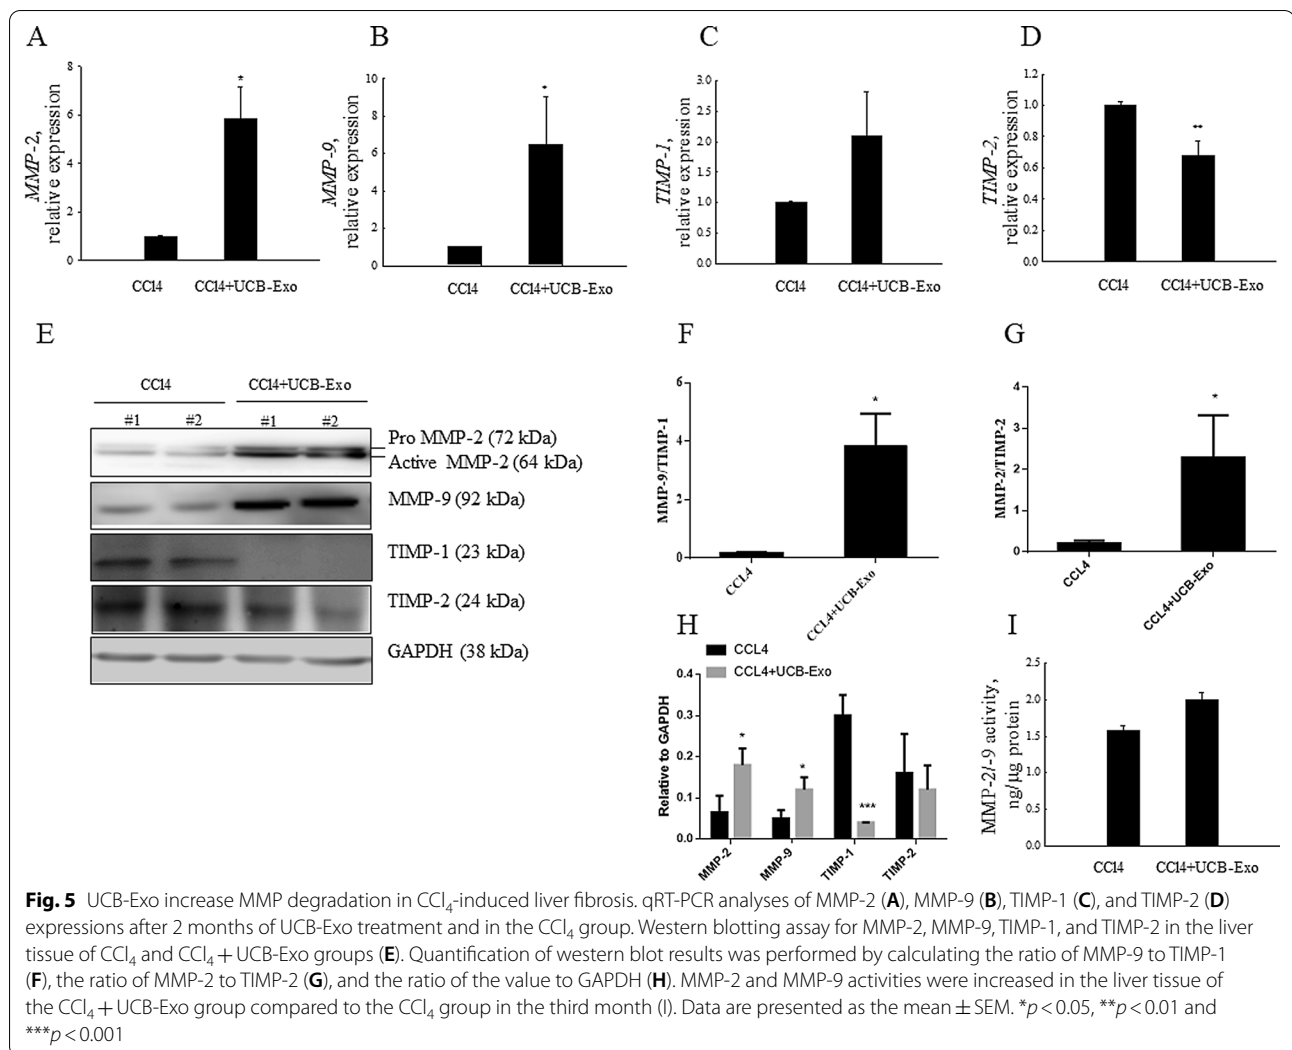 A
MMP-2,
relative expression
8
6
4
2
0
*
CCl4
CCl4+UCB-Exo
B
MMP-9,
relative expression
10
8
6
4
2
0
*
CCl4
CCl4+UCB-Exo
C
TIMP-1,
relative expression
3.0
2.5
2.0
1.5
1.0
0.5
0.0
CCl4
CCl4+UCB-Exo
D
TIMP-2,
relative expression
1.2
1.0
0.8
0.6
0.4
0.2
0.0
**
CCl4
CCl4+UCB-Exo
E
CCl4
CCl4+UCB-Exo
#1 #2 #1 #2
Pro MMP-2 (72 kDa)
Active MMP-2 (64 kDa)
MMP-9 (92 kDa)
TIMP-1 (23 kDa)
TIMP-2 (24 kDa)
GAPDH (38 kDa)
F
MMP-9/TIMP-1
6
4
2
0
*
CCL4
CCL4+UCB-Exo
G
MMP-2/TIMP-2
4
3
2
1
0
*
CCL4
CCL4+UCB-Exo
H
CCL4
CCL4+UCB-Exo
Relative to GAPDH
0.4
0.3
0.2
0.1
0.0
*
*
***
MMP-2
MMP-9
TIMP-1
TIMP-2
I
MMP-2/-9 activity,
ng/µg protein
2.5
2.0
1.5
1.0
0.5
0.0
CCl4
CCl4+UCB-Exo
Fig. 5 UCB-Exo increase MMP degradation in CCl₄-induced liver fibrosis. qRT-PCR analyses of MMP-2 (A), MMP-9 (B), TIMP-1 (C), and TIMP-2 (D)
expressions after 2 months of UCB-Exo treatment and in the CCl₄ group. Western blotting assay for MMP-2, MMP-9, TIMP-1, and TIMP-2 in the liver
tissue of CCl₄ and CCl₄ + UCB-Exo groups (E). Quantification of western blot results was performed by calculating the ratio of MMP-9 to TIMP-1
(F), the ratio of MMP-2 to TIMP-2 (G), and the ratio of the value to GAPDH (H). MMP-2 and MMP-9 activities were increased in the liver tissue of
the CCl₄ + UCB-Exo group compared to the CCl₄ group in the third month (I). Data are presented as the mean ± SEM. *p < 0.05, **p < 0.01 and
***p < 0.001